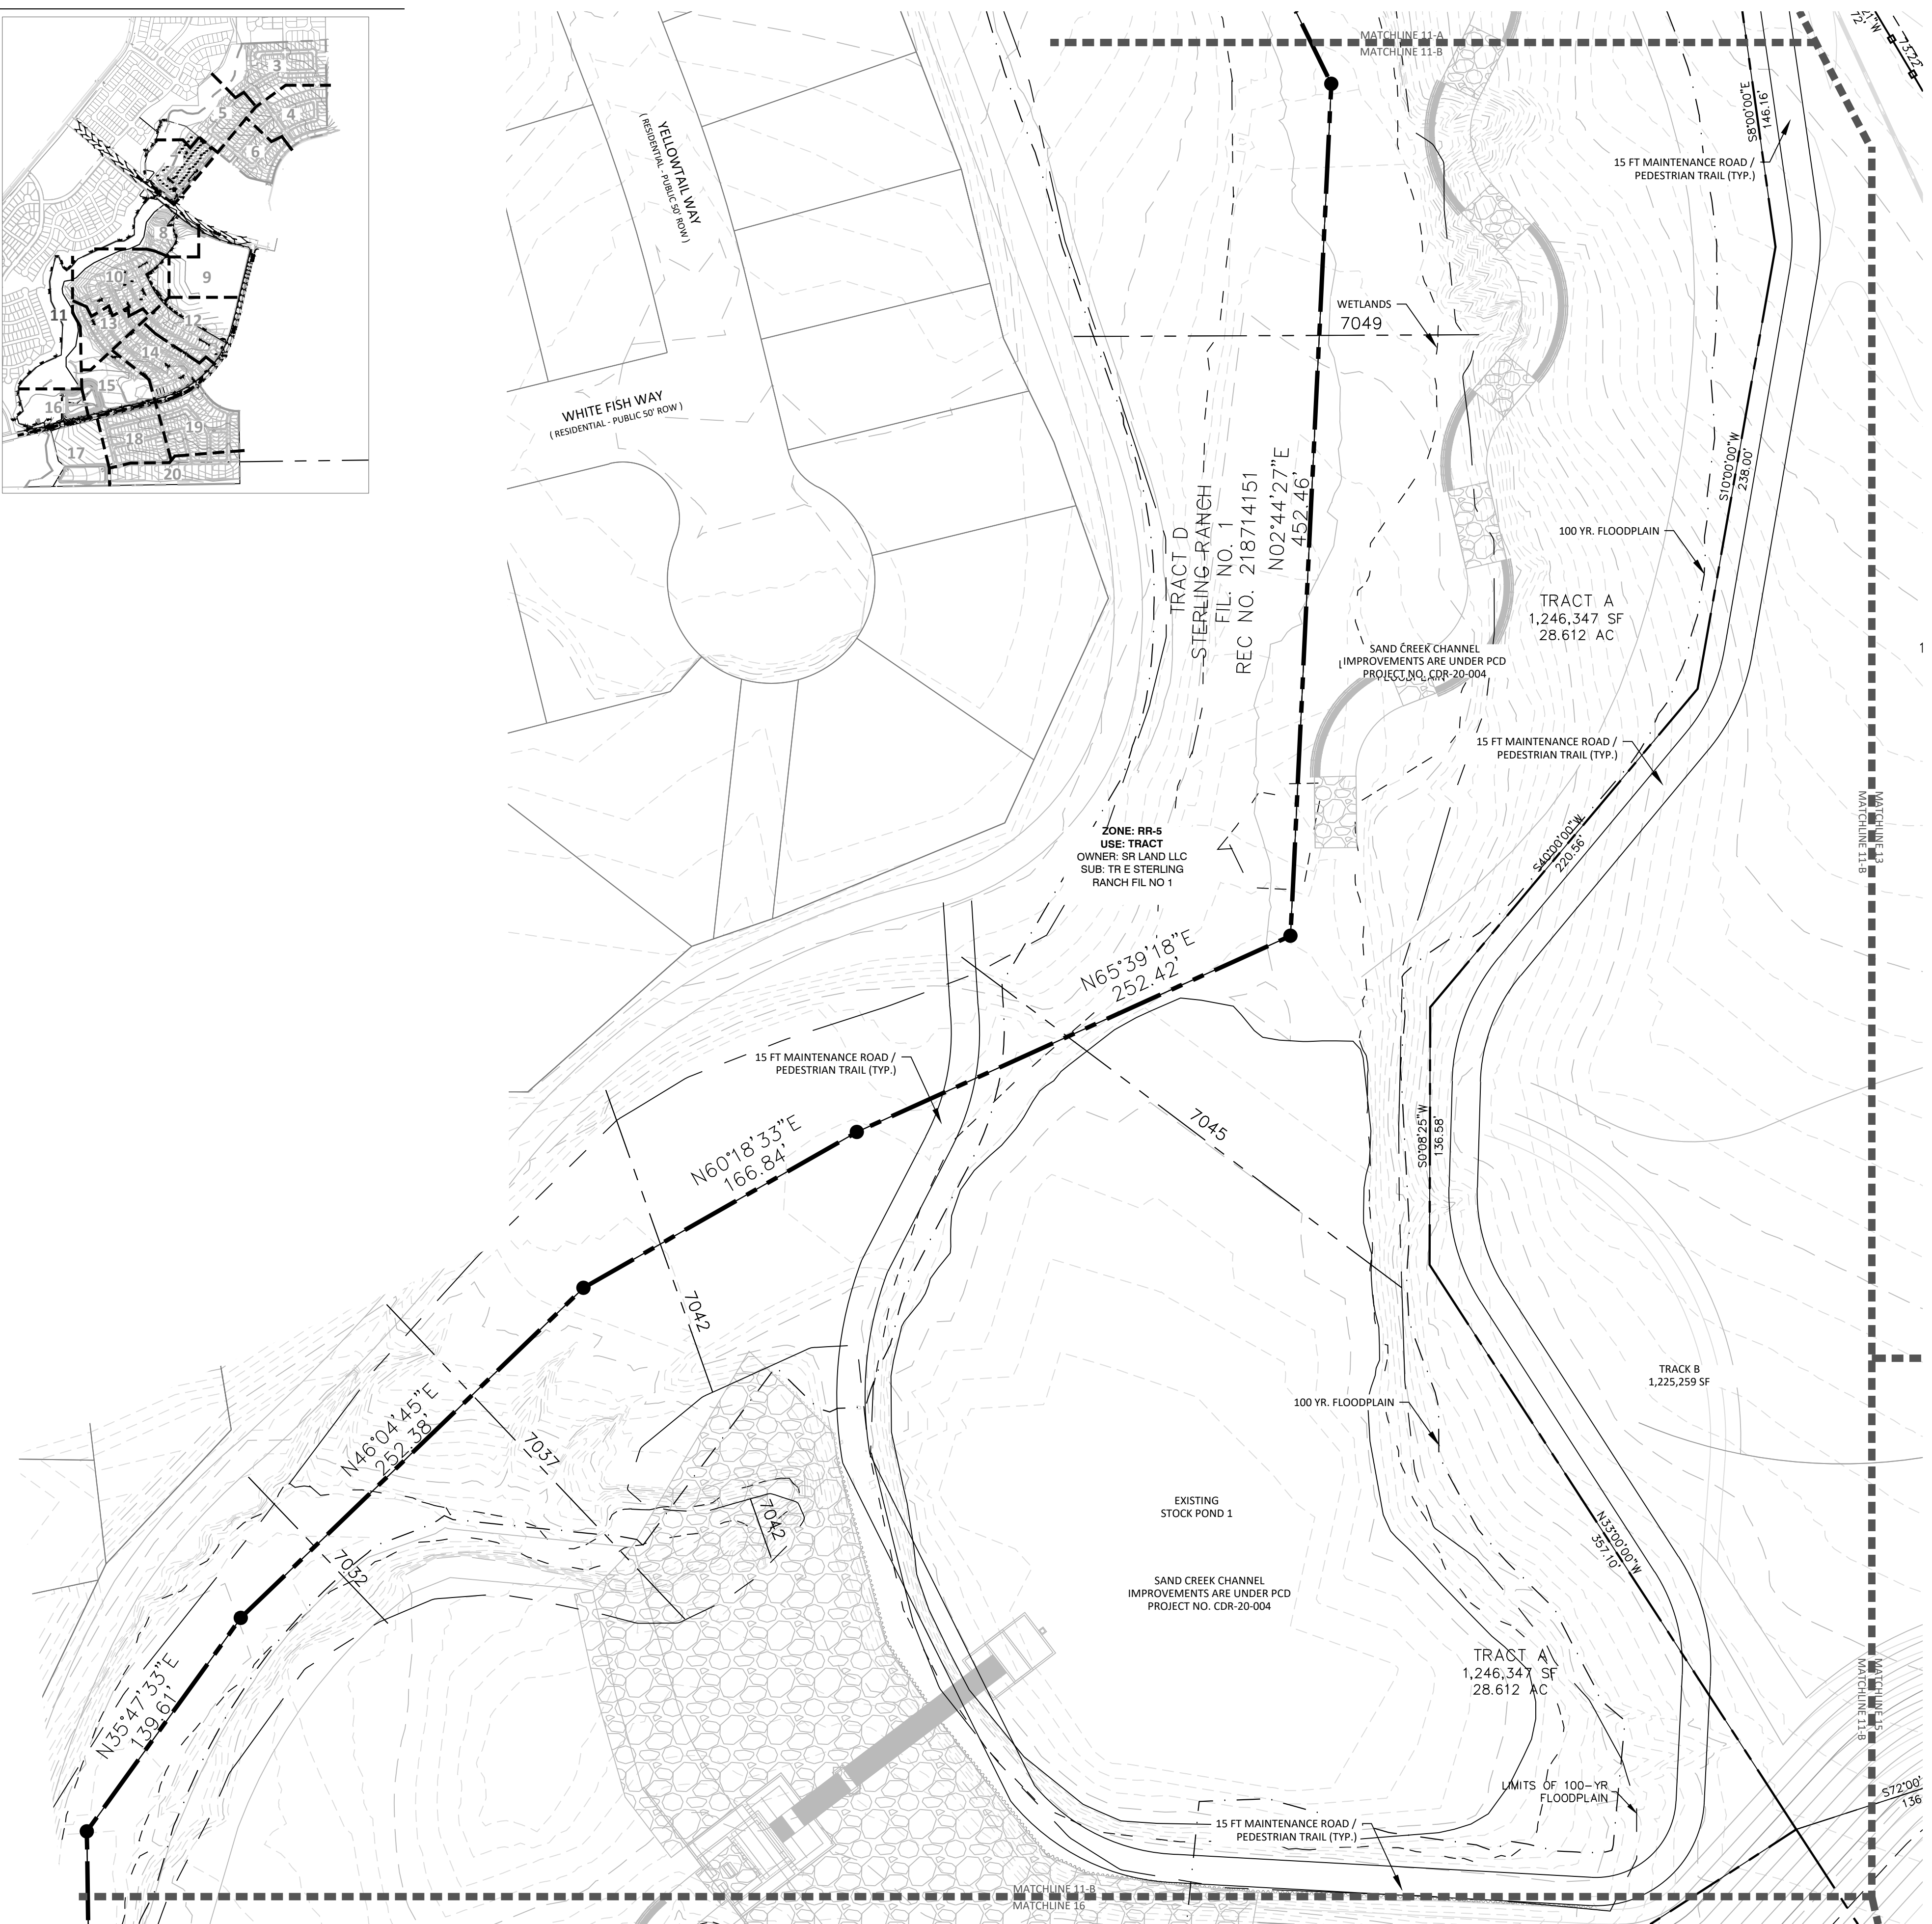 3
5
4
6
7
8
9
10
11
12
13
14
15
16
17
18
19
20
MATCHLINE 11-A
MATCHLINE 11-B
73.22'
S8°00'00"E
146.16'
15 FT MAINTENANCE ROAD /
PEDESTRIAN TRAIL (TYP.)
YELLOWTAIL WAY
( RESIDENTIAL - PUBLIC 50' ROW )
WETLANDS
7049
WHITE FISH WAY
( RESIDENTIAL - PUBLIC 50' ROW )
S10°00'00"W
238.00'
100 YR. FLOODPLAIN
TRACT D
STERLING RANCH
FIL. NO. 1
REC NO. 218714151
N02°44'27"E
452.46'
TRACT A
1,246,347 SF
28.612 AC
SAND CREEK CHANNEL
IMPROVEMENTS ARE UNDER PCD
PROJECT NO. CDR-20-004
15 FT MAINTENANCE ROAD /
PEDESTRIAN TRAIL (TYP.)
MATCHLINE 13
MATCHLINE 11-B
S40°00'00"W
220.56'
ZONE: RR-5
USE: TRACT
OWNER: SR LAND LLC
SUB: TR E STERLING
RANCH FIL NO 1
N65°39'18"E
252.42'
15 FT MAINTENANCE ROAD /
PEDESTRIAN TRAIL (TYP.)
7045
S0°08'25"W
136.58'
N60°18'33"E
166.84'
7042
TRACK B
1,225,259 SF
100 YR. FLOODPLAIN
N46°04'45"E
252.38'
7037
7042
EXISTING
STOCK POND 1
N33°00'00"W
357.10'
7032
SAND CREEK CHANNEL
IMPROVEMENTS ARE UNDER PCD
PROJECT NO. CDR-20-004
N35°47'33"E
139.61'
TRACT A
1,246,347 SF
28.612 AC
MATCHLINE 15
MATCHLINE 11-B
LIMITS OF 100-YR
FLOODPLAIN
S72°00'
136
15 FT MAINTENANCE ROAD /
PEDESTRIAN TRAIL (TYP.)
MATCHLINE 11-B
MATCHLINE 16